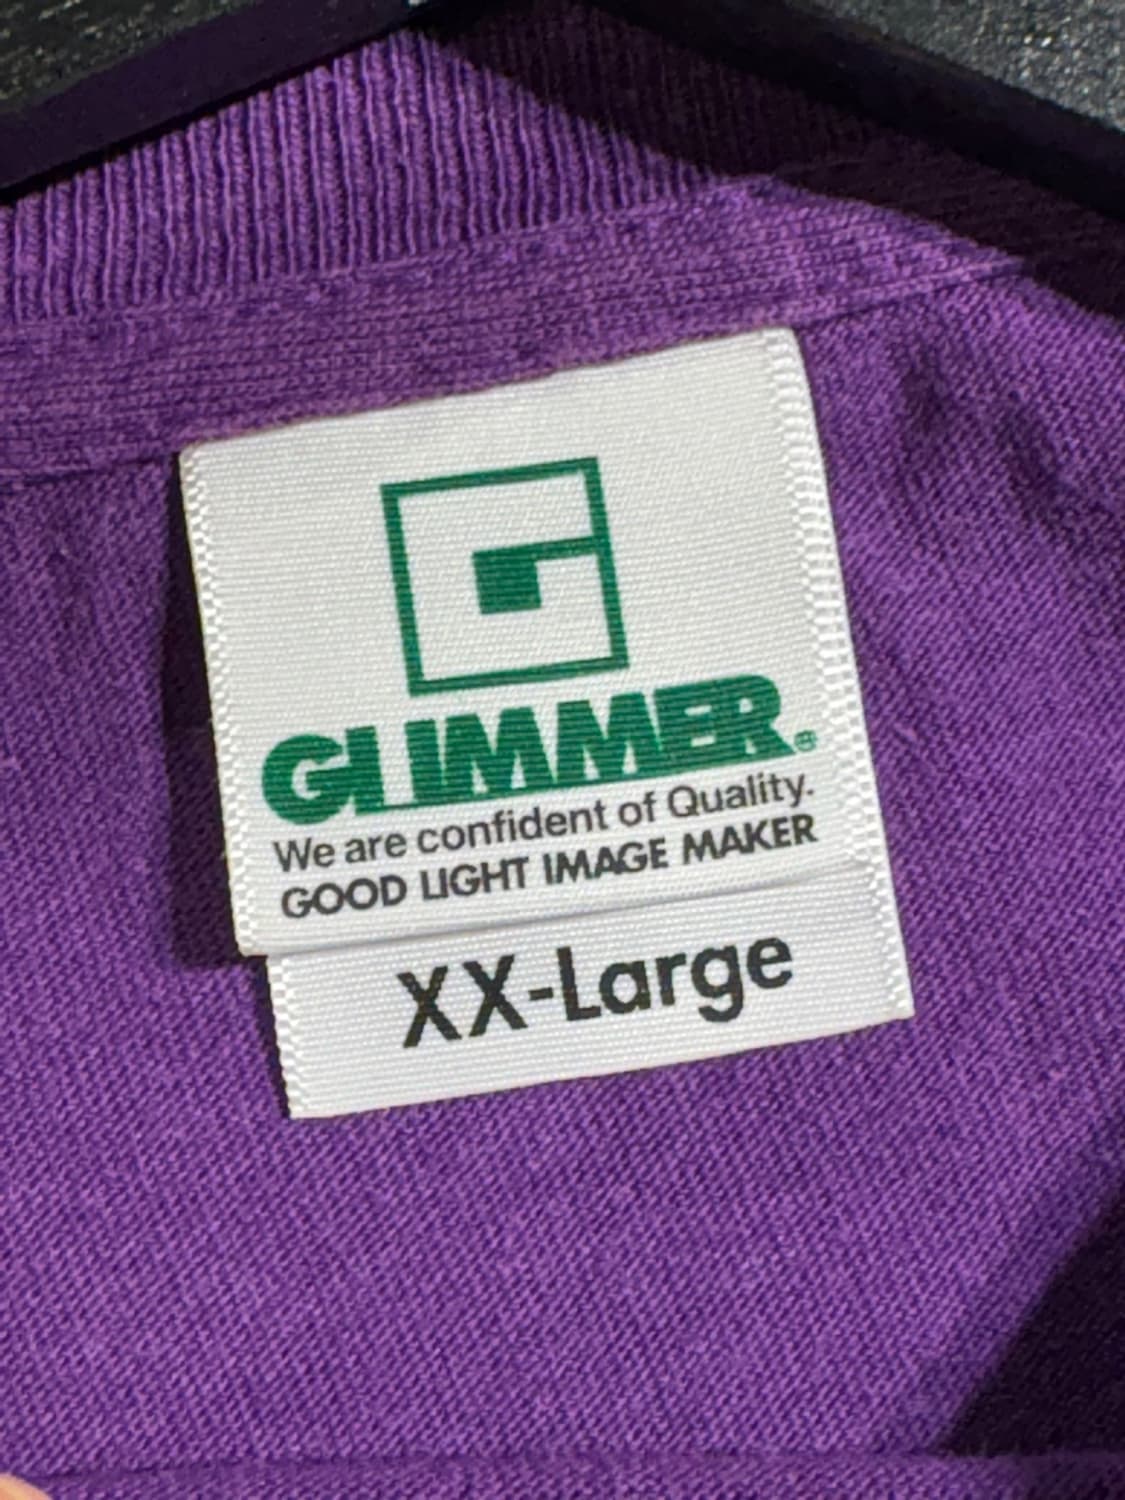 GLIMMER®
We are confident of Quality.
GOOD LIGHT IMAGE MAKER
XX-Large